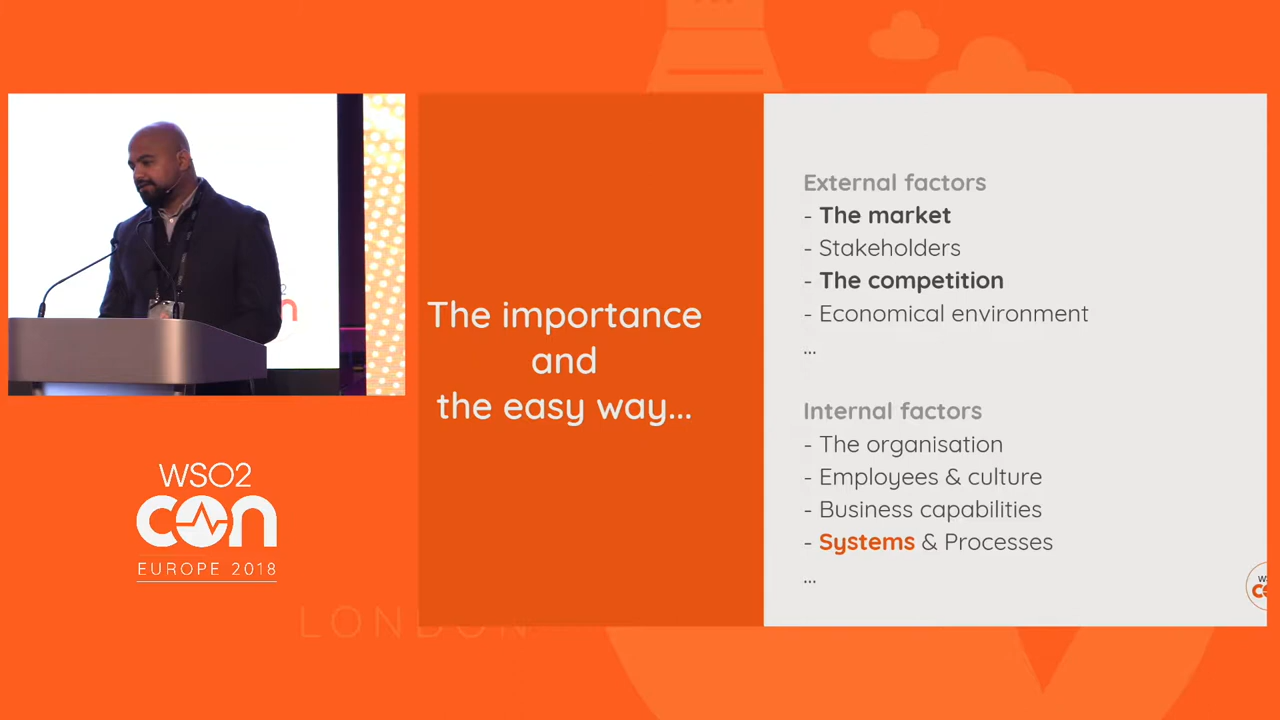 The importance
and
the easy way...
External factors
- The market
- Stakeholders
- The competition
- Economical environment
...
Internal factors
- The organisation
- Employees & culture
- Business capabilities
- Systems & Processes
...
WSO2
con
EUROPE 2018
LONDON